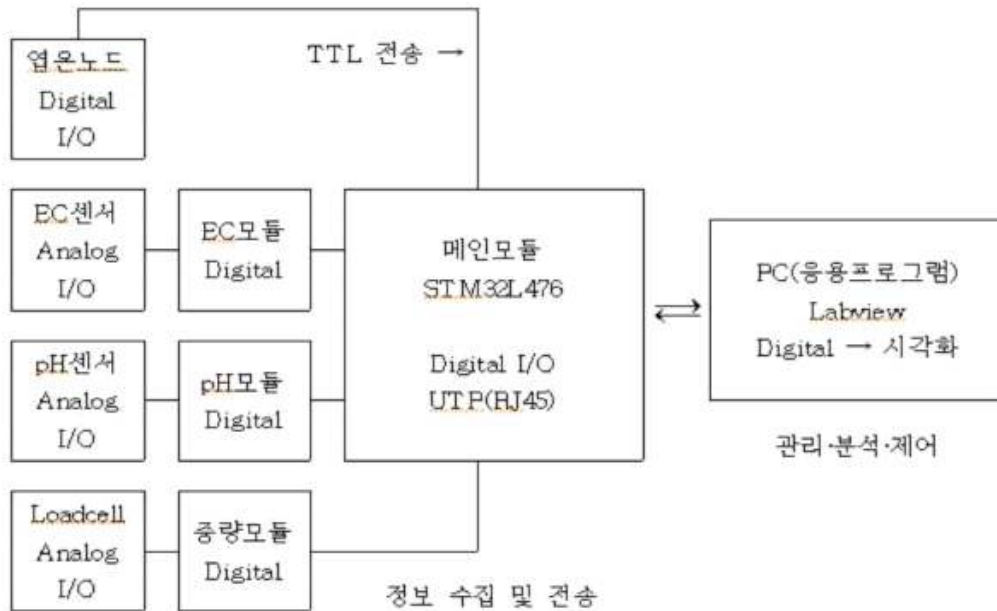 엽온노드
Digital
I/O
TTL 전송 →
EC센서
Analog
I/O
EC모듈
Digital
pH센서
Analog
I/O
pH모듈
Digital
Loadcell
Analog
I/O
중량모듈
Digital
메인모듈
STM32L476
Digital I/O
UTP(RJ45)
PC(응용프로그램)
Labview
Digital → 시각화
관리·분석·제어
정보 수집 및 전송